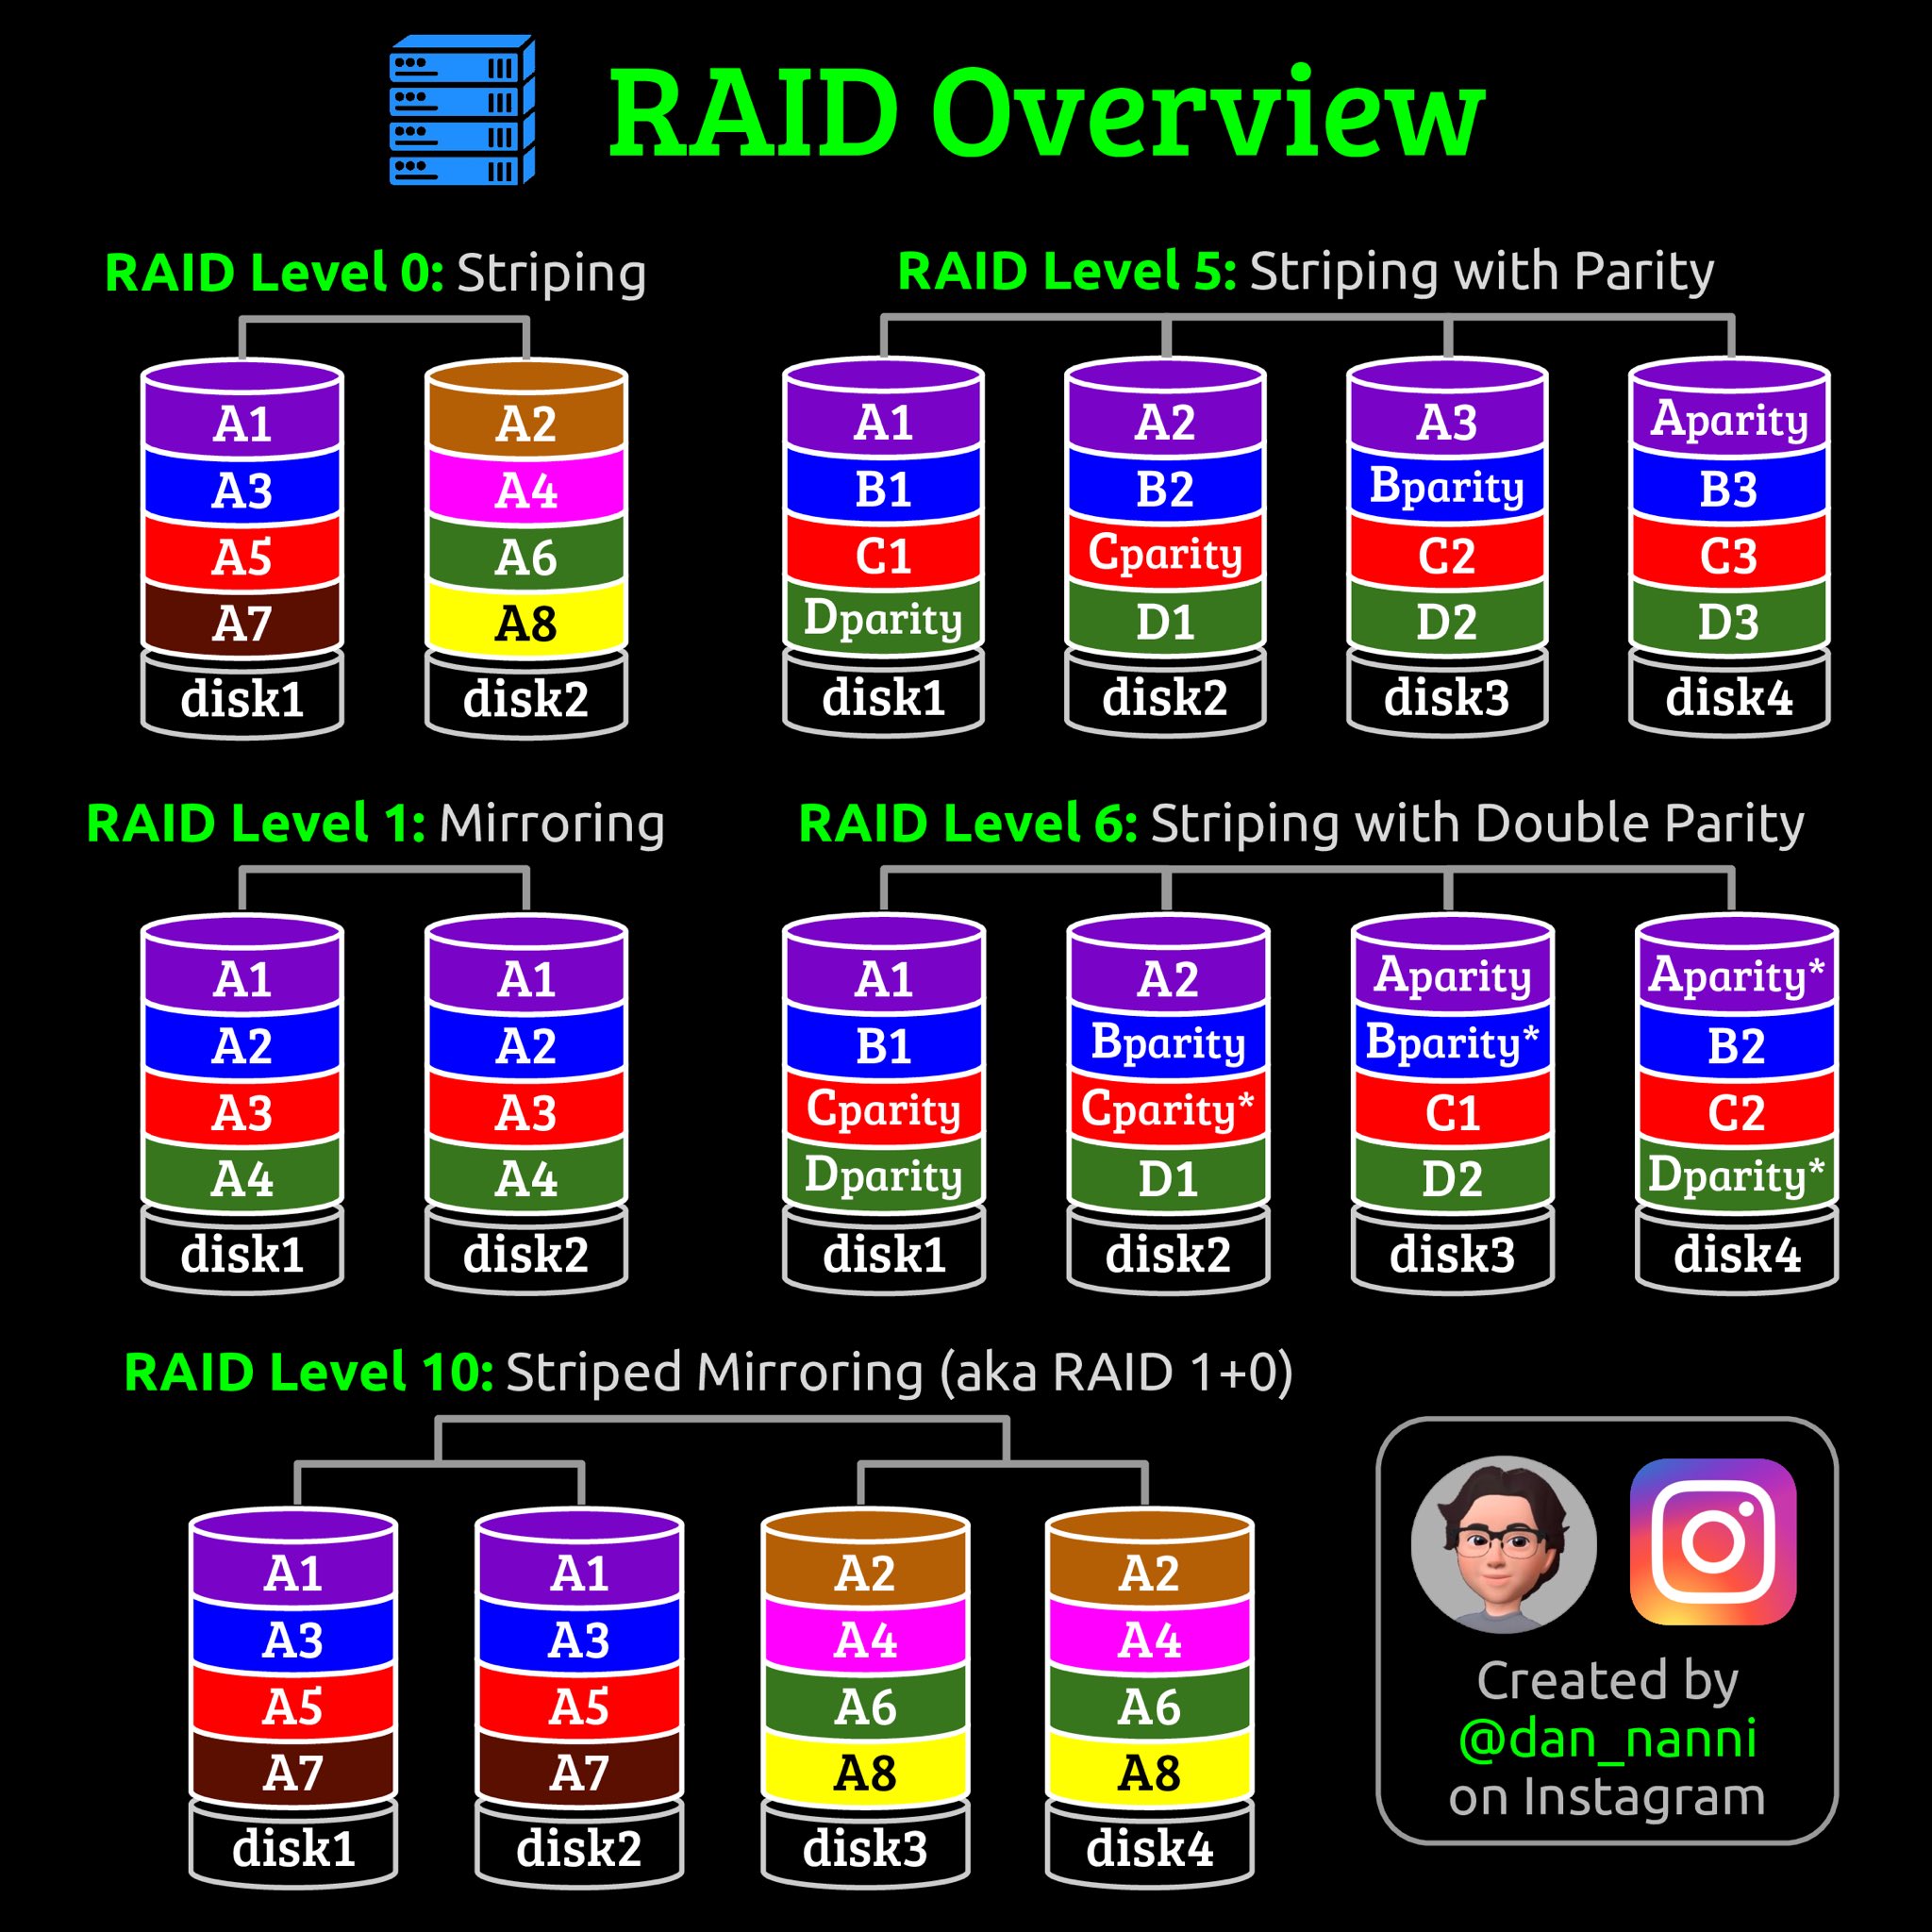 RAID Overview
RAID Level 0: Striping
A1 A2
A3 A4
A5 A6
A7 A8
disk1 disk2
RAID Level 5: Striping with Parity
A1 A2 A3 Aparity
B1 B2 Bparity B3
C1 Cparity C2 C3
Dparity D1 D2 D3
disk1 disk2 disk3 disk4
RAID Level 1: Mirroring
A1 A1
A2 A2
A3 A3
A4 A4
disk1 disk2
RAID Level 6: Striping with Double Parity
A1 A2 Aparity Aparity*
B1 Bparity Bparity* B2
Cparity Cparity* C1 C2
Dparity D1 D2 Dparity*
disk1 disk2 disk3 disk4
RAID Level 10: Striped Mirroring (aka RAID 1+0)
A1 A1 A2 A2
A3 A3 A4 A4
A5 A5 A6 A6
A7 A7 A8 A8
disk1 disk2 disk3 disk4
Created by
@dan_nanni
on Instagram